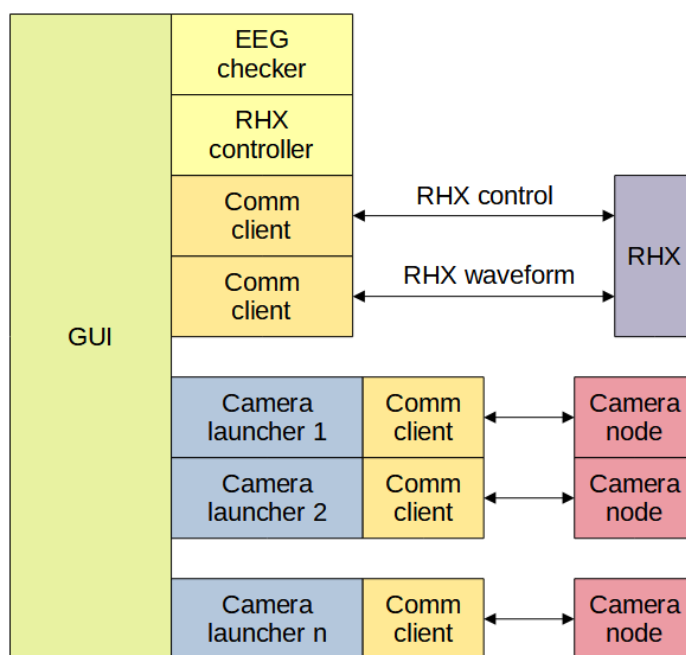 EEG
checker
RHX
controller
Comm
client
RHX control
Comm
client
RHX waveform
RHX
GUI
Camera
launcher 1
Comm
client
Camera
node
Camera
launcher 2
Comm
client
Camera
node
Camera
launcher n
Comm
client
Camera
node